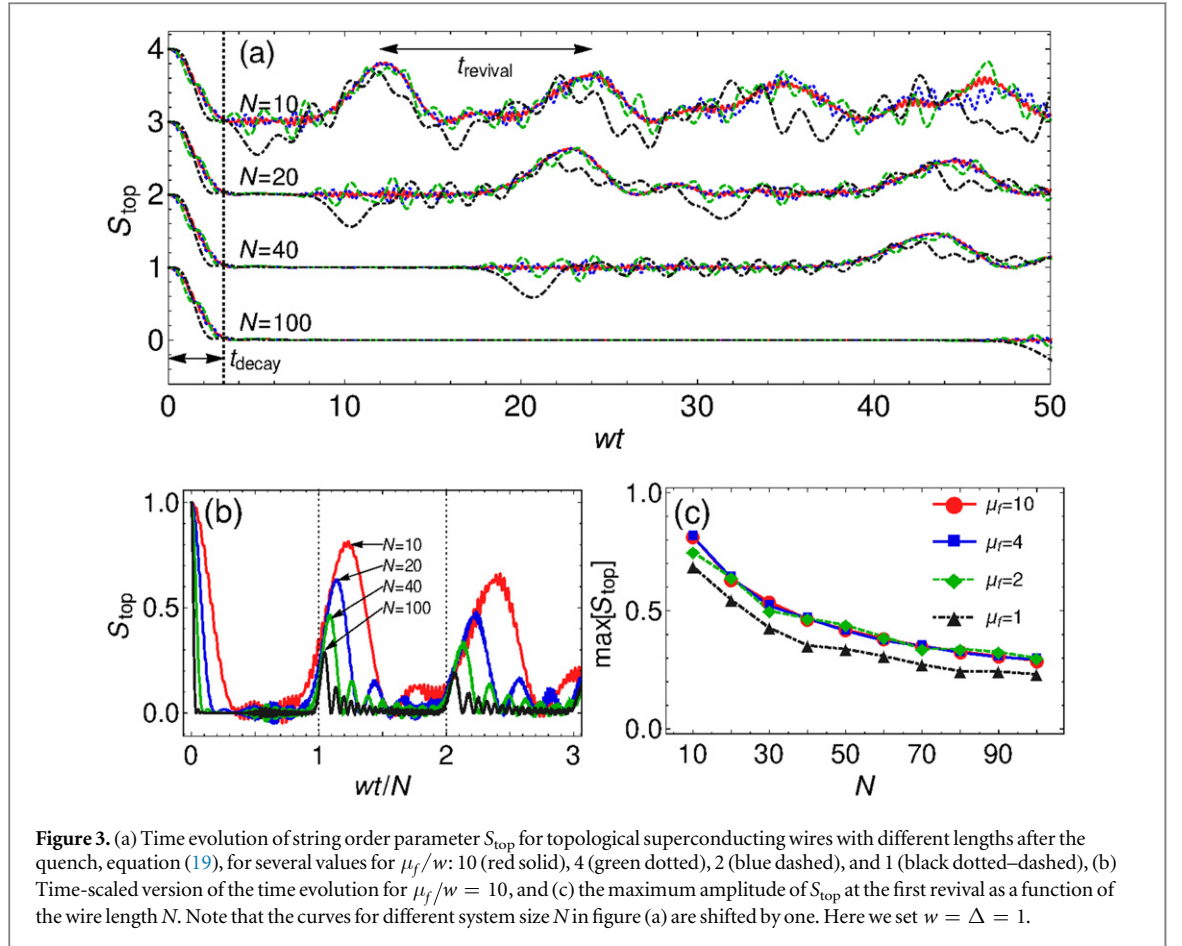 (a)
t_revival
4
N=10
3
N=20
2
N=40
1
N=100
0
t_decay
S_top
0 10 20 30 40 50
wt
(b)
1.0
N=10
N=20
N=40
N=100
0.5
0.0
S_top
0 1 2 3
wt/N
(c)
1.0
μ_f=10
μ_f=4
μ_f=2
μ_f=1
0.5
0.0
max[S_top]
10 30 50 70 90
N
Figure 3. (a) Time evolution of string order parameter S_top for topological superconducting wires with different lengths after the
quench, equation (19), for several values for μ_f/w: 10 (red solid), 4 (green dotted), 2 (blue dashed), and 1 (black dotted–dashed), (b)
Time-scaled version of the time evolution for μ_f/w = 10, and (c) the maximum amplitude of S_top at the first revival as a function of
the wire length N. Note that the curves for different system size N in figure (a) are shifted by one. Here we set w = Δ = 1.